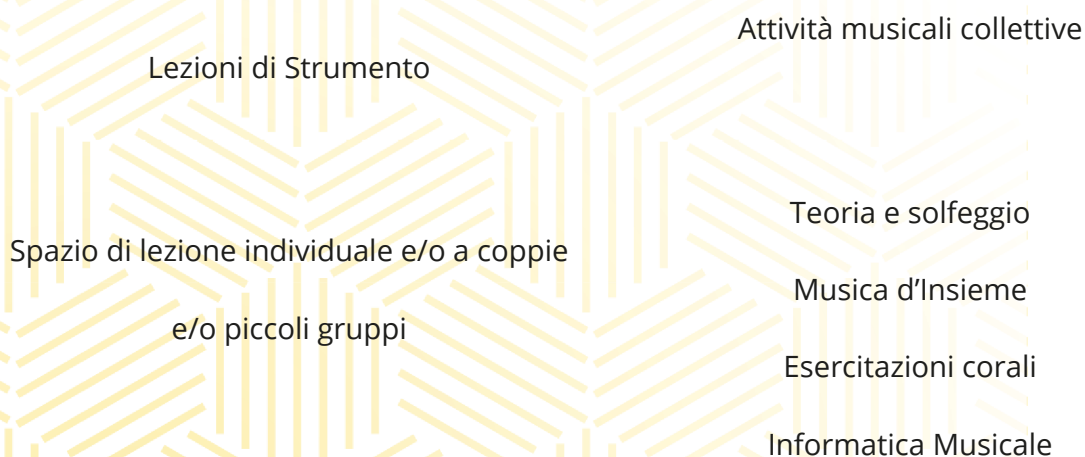 Lezioni di Strumento
Spazio di lezione individuale e/o a coppie
e/o piccoli gruppi
Attività musicali collettive
Teoria e solfeggio
Musica d’Insieme
Esercitazioni corali
Informatica Musicale